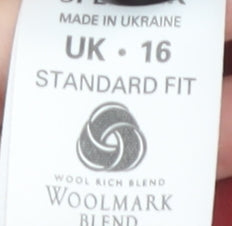 MADE IN UKRAINE
UK • 16
STANDARD FIT
WOOL RICH BLEND
WOOLMARK
BLEND